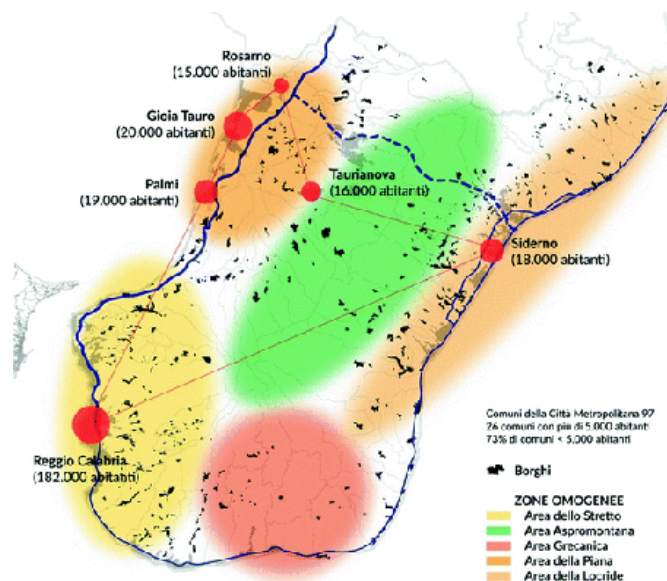 Rosarno
(15.000 abitanti)
Gioia Tauro
(20.000 abitanti)
Palmi
(19.000 abitanti)
Taurianova
(16.000 abitanti)
Siderno
(18.000 abitanti)
Reggio Calabria
(182.000 abitanti)
Comuni della Città Metropolitana 97
26 comuni con più di 5.000 abitanti
73% di comuni < 5.000 abitanti
Borghi
ZONE OMOGENEE
Area dello Stretto
Area Aspromontana
Area Grecanica
Area della Piana
Area della Locride